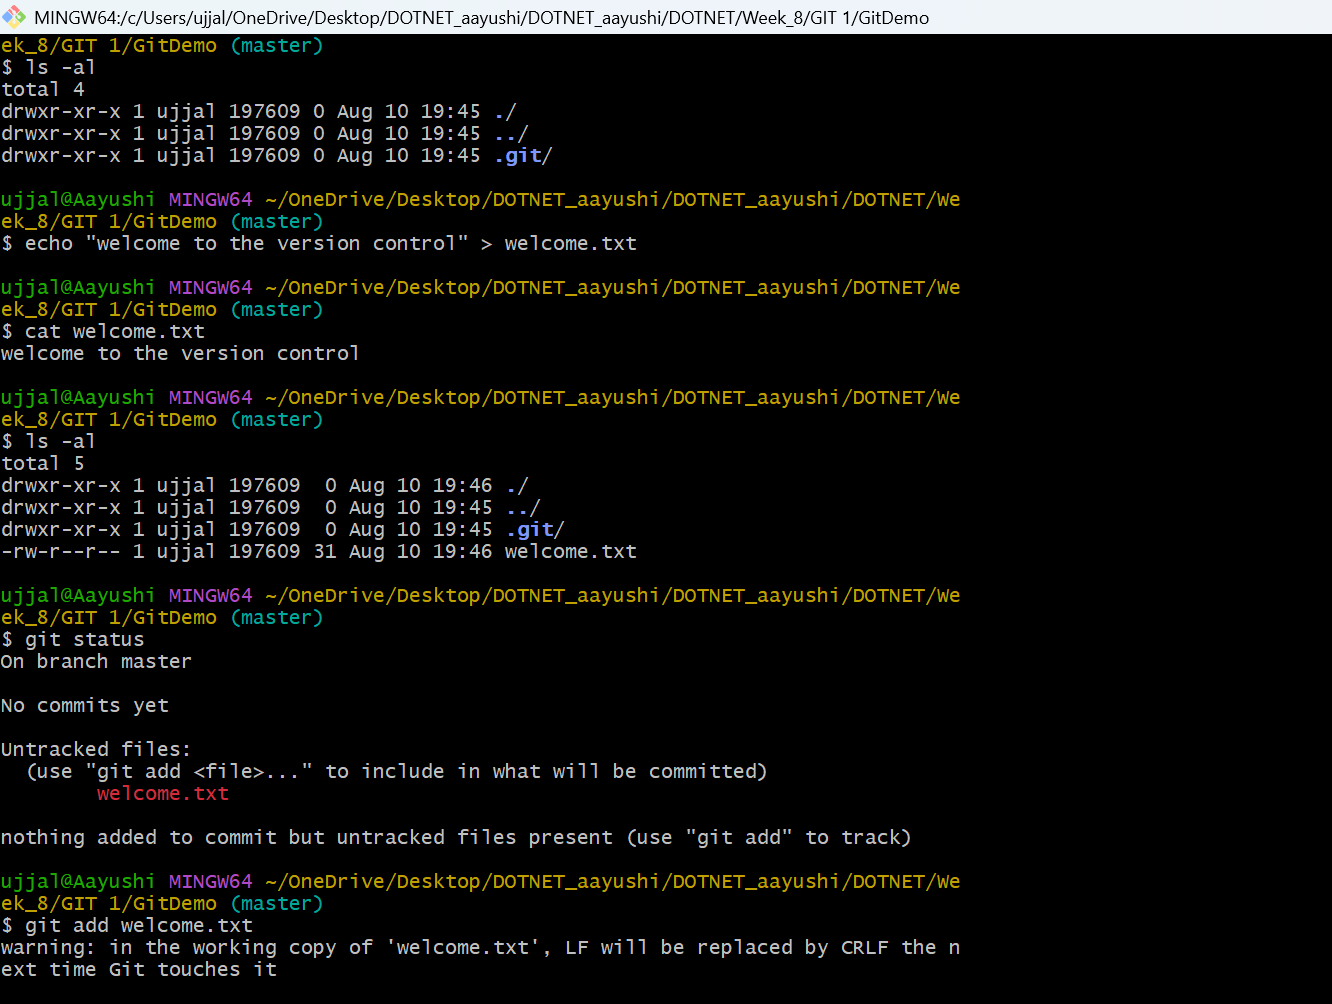 MINGW64:/c/Users/ujjal/OneDrive/Desktop/DOTNET_aayushi/DOTNET_aayushi/DOTNET/Week_8/GIT 1/GitDemo
ek_8/GIT 1/GitDemo (master)
$ ls -al
total 4
drwxr-xr-x 1 ujjal 197609 0 Aug 10 19:45 ./
drwxr-xr-x 1 ujjal 197609 0 Aug 10 19:45 ../
drwxr-xr-x 1 ujjal 197609 0 Aug 10 19:45 .git/

ujjal@Aayushi MINGW64 ~/OneDrive/Desktop/DOTNET_aayushi/DOTNET_aayushi/DOTNET/We
ek_8/GIT 1/GitDemo (master)
$ echo "welcome to the version control" > welcome.txt

ujjal@Aayushi MINGW64 ~/OneDrive/Desktop/DOTNET_aayushi/DOTNET_aayushi/DOTNET/We
ek_8/GIT 1/GitDemo (master)
$ cat welcome.txt
welcome to the version control

ujjal@Aayushi MINGW64 ~/OneDrive/Desktop/DOTNET_aayushi/DOTNET_aayushi/DOTNET/We
ek_8/GIT 1/GitDemo (master)
$ ls -al
total 5
drwxr-xr-x 1 ujjal 197609  0 Aug 10 19:46 ./
drwxr-xr-x 1 ujjal 197609  0 Aug 10 19:45 ../
drwxr-xr-x 1 ujjal 197609  0 Aug 10 19:45 .git/
-rw-r--r-- 1 ujjal 197609 31 Aug 10 19:46 welcome.txt

ujjal@Aayushi MINGW64 ~/OneDrive/Desktop/DOTNET_aayushi/DOTNET_aayushi/DOTNET/We
ek_8/GIT 1/GitDemo (master)
$ git status
On branch master

No commits yet

Untracked files:
  (use "git add <file>..." to include in what will be committed)
        welcome.txt

nothing added to commit but untracked files present (use "git add" to track)

ujjal@Aayushi MINGW64 ~/OneDrive/Desktop/DOTNET_aayushi/DOTNET_aayushi/DOTNET/We
ek_8/GIT 1/GitDemo (master)
$ git add welcome.txt
warning: in the working copy of 'welcome.txt', LF will be replaced by CRLF the n
ext time Git touches it